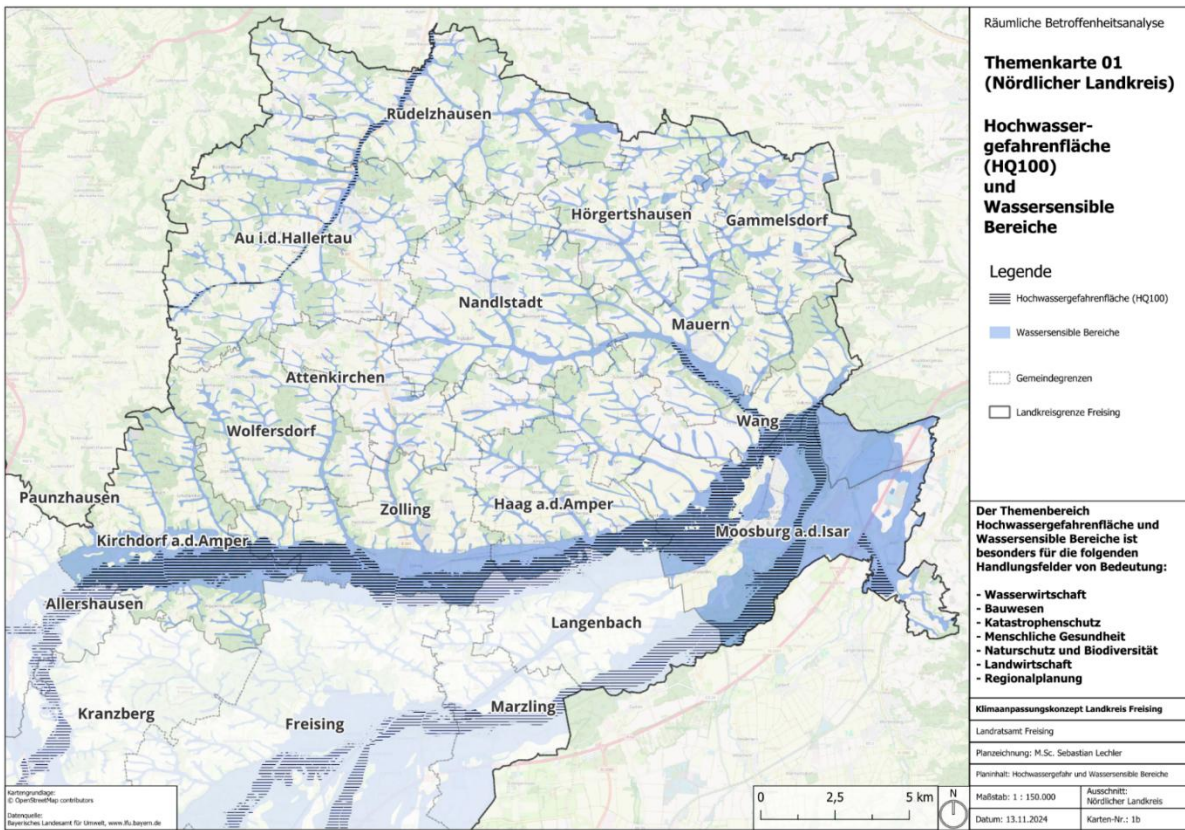 Rudelzhausen
Hörgertshausen
Gammelsdorf
Au i.d.Hallertau
Nandlstadt
Mauern
Attenkirchen
Wang
Wolfersdorf
Paunzhausen
Zolling
Haag a.d.Amper
Kirchdorf a.d.Amper
Moosburg a.d.Isar
Allershausen
Langenbach
Kranzberg
Freising
Marzling
Kartengrundlage:
© OpenStreetMap contributors
Datenquelle:
Bayerisches Landesamt für Umwelt, www.lfu.bayern.de
0 2,5 5 km
N
Räumliche Betroffenheitsanalyse
Themenkarte 01
(Nördlicher Landkreis)
Hochwasser-
gefahrenfläche
(HQ100)
und
Wassersensible
Bereiche
Legende
Hochwassergefahrenfläche (HQ100)
Wassersensible Bereiche
Gemeindegrenzen
Landkreisgrenze Freising
Der Themenbereich
Hochwassergefahrenfläche und
Wassersensible Bereiche ist
besonders für die folgenden
Handlungsfelder von Bedeutung:
- Wasserwirtschaft
- Bauwesen
- Katastrophenschutz
- Menschliche Gesundheit
- Naturschutz und Biodiversität
- Landwirtschaft
- Regionalplanung
Klimaanpassungskonzept Landkreis Freising
Landratsamt Freising
Planzeichnung: M.Sc. Sebastian Lechler
Planinhalt: Hochwassergefahr und Wassersensible Bereiche
Maßstab: 1 : 150.000
Ausschnitt:
Nördlicher Landkreis
Datum: 13.11.2024
Karten-Nr.: 1b